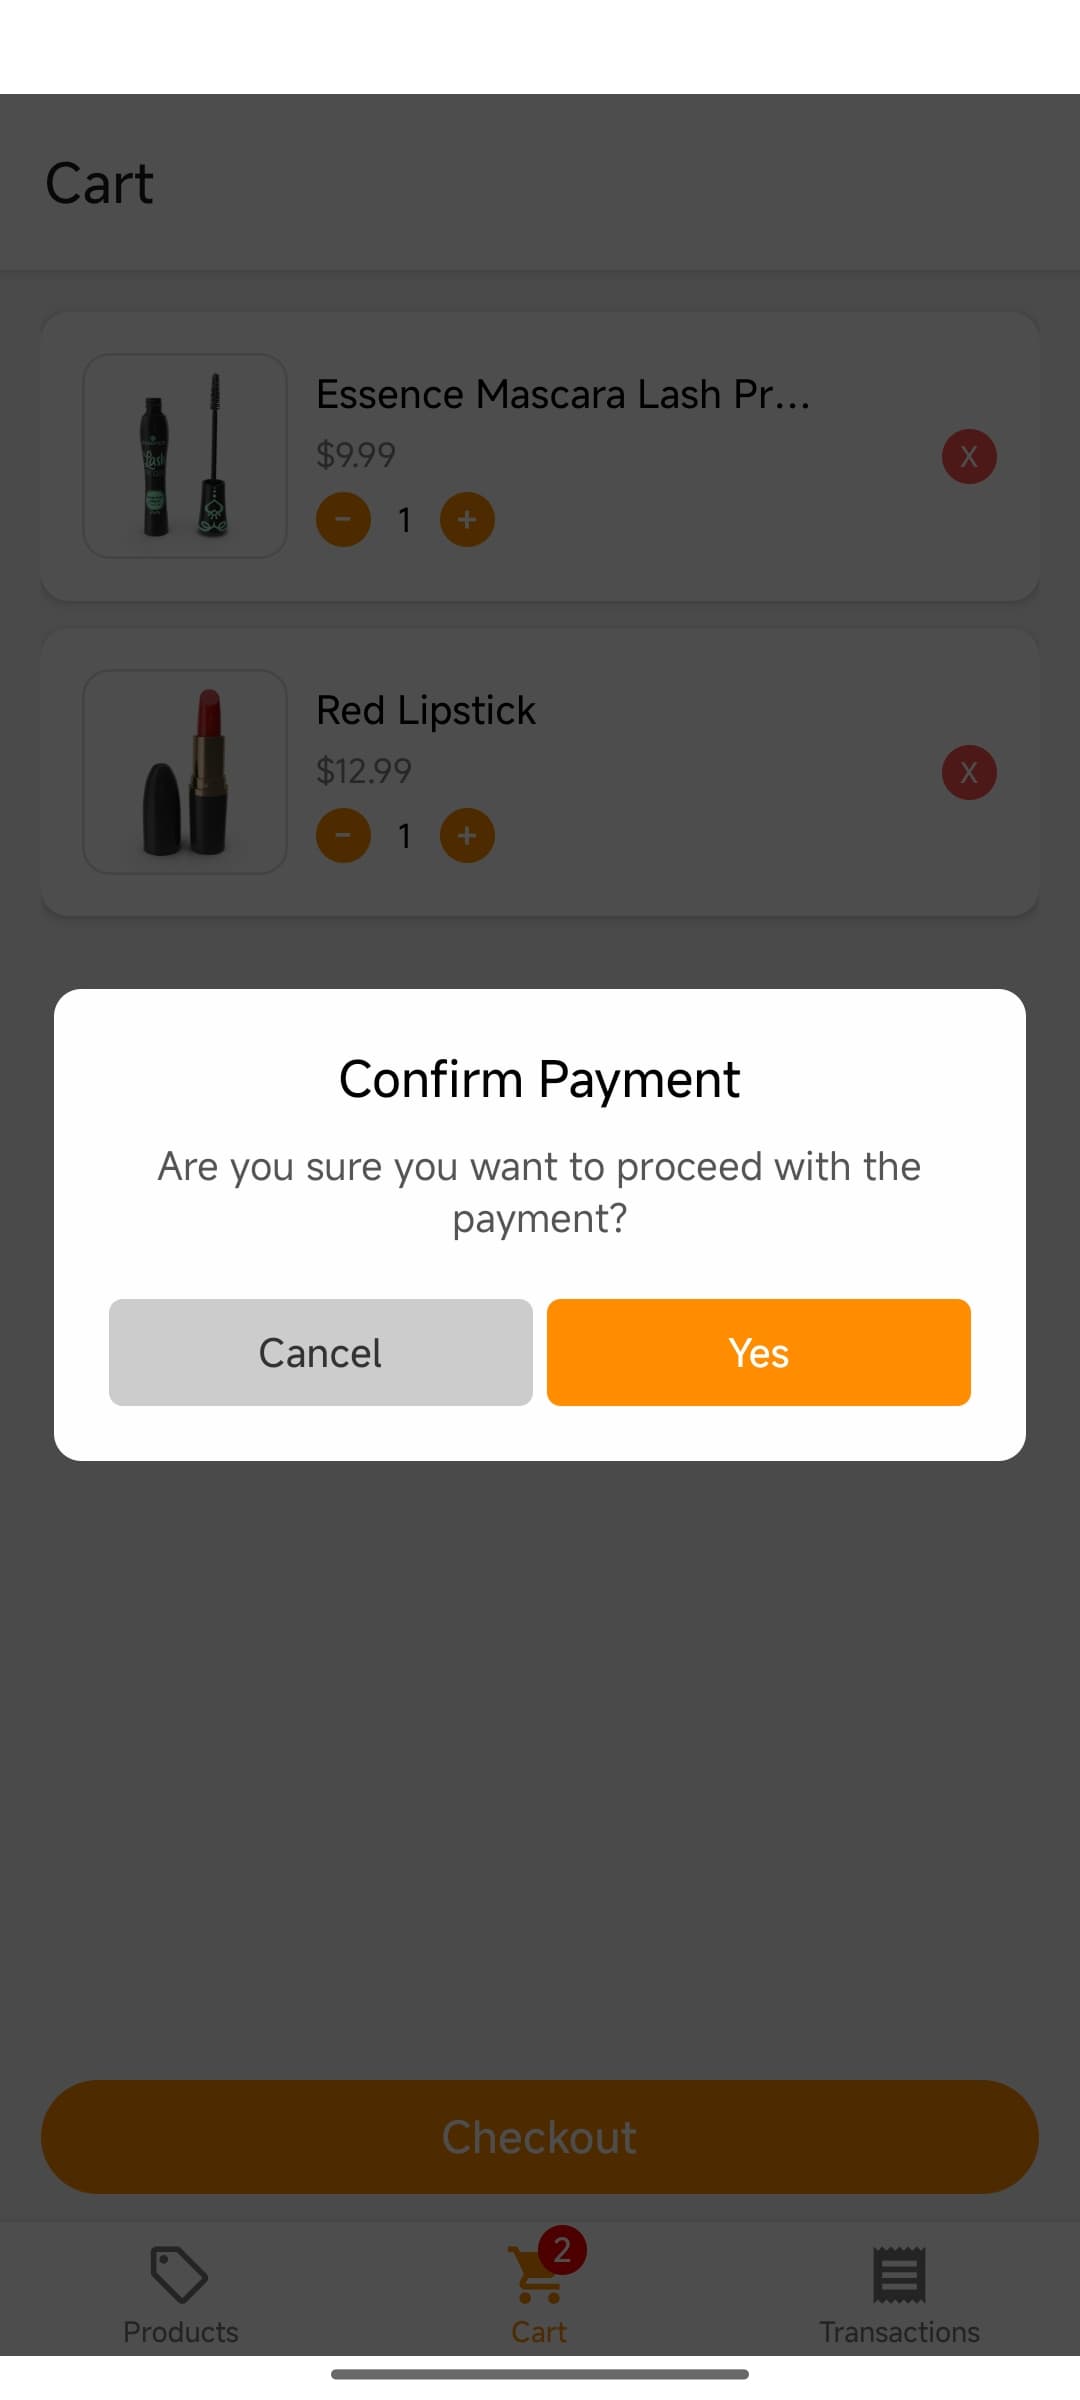 Cart
Essence Mascara Lash Pr...
$9.99
- 1 +
X
Lash
Red Lipstick
$12.99
- 1 +
X
Confirm Payment
Are you sure you want to proceed with the
payment?
Cancel
Yes
Checkout
2
Products
Cart
Transactions